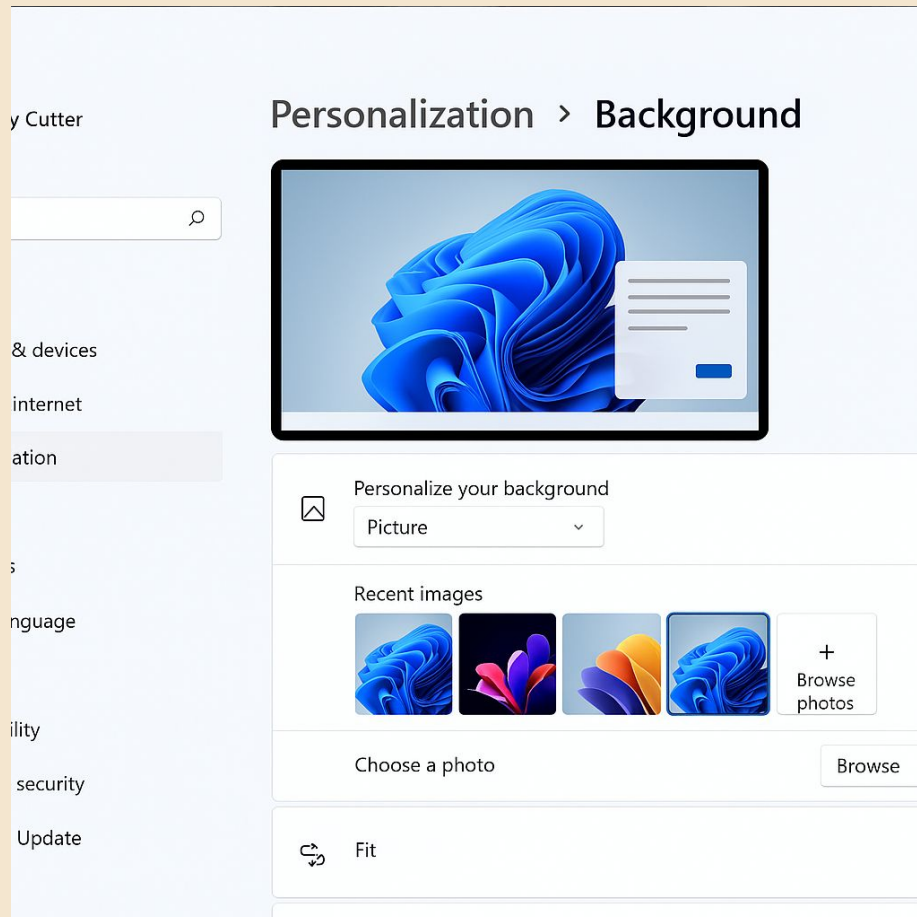 y Cutter
& devices
internet
ation
s
nguage
ility
security
Update
Personalization > Background
Personalize your background
Picture
Recent images
+
Browse
photos
Choose a photo
Browse
Fit